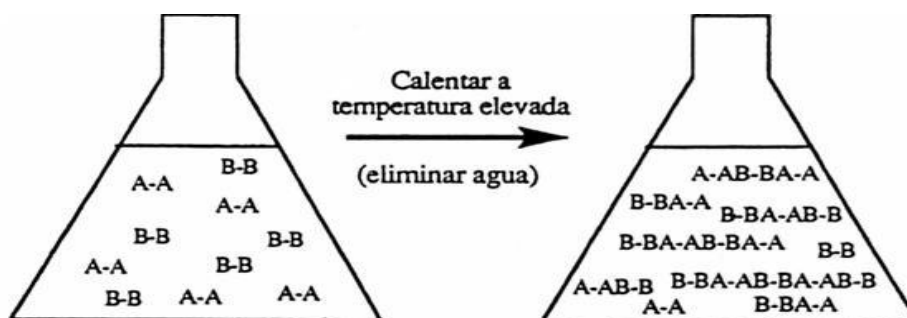 B-B
A-A
A-A
B-B
B-B
A-A
B-B
B-B
A-A
A-A
Calentar a
temperatura elevada
(eliminar agua)
A-AB-BA-A
B-BA-A
B-BA-AB-B
B-BA-AB-BA-A
B-B
A-AB-B
B-BA-AB-BA-AB-B
A-A
B-BA-A